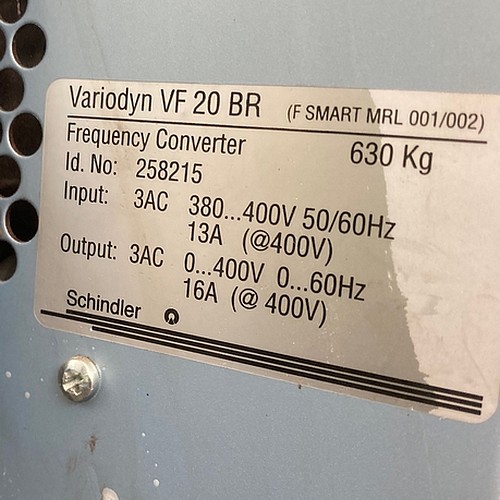 Variodyn VF 20 BR (F SMART MRL 001/002)
Frequency Converter 630 Kg
Id. No: 258215
Input: 3AC 380...400V 50/60Hz
13A (@400V)
Output: 3AC 0...400V 0...60Hz
16A (@ 400V)
Schindler